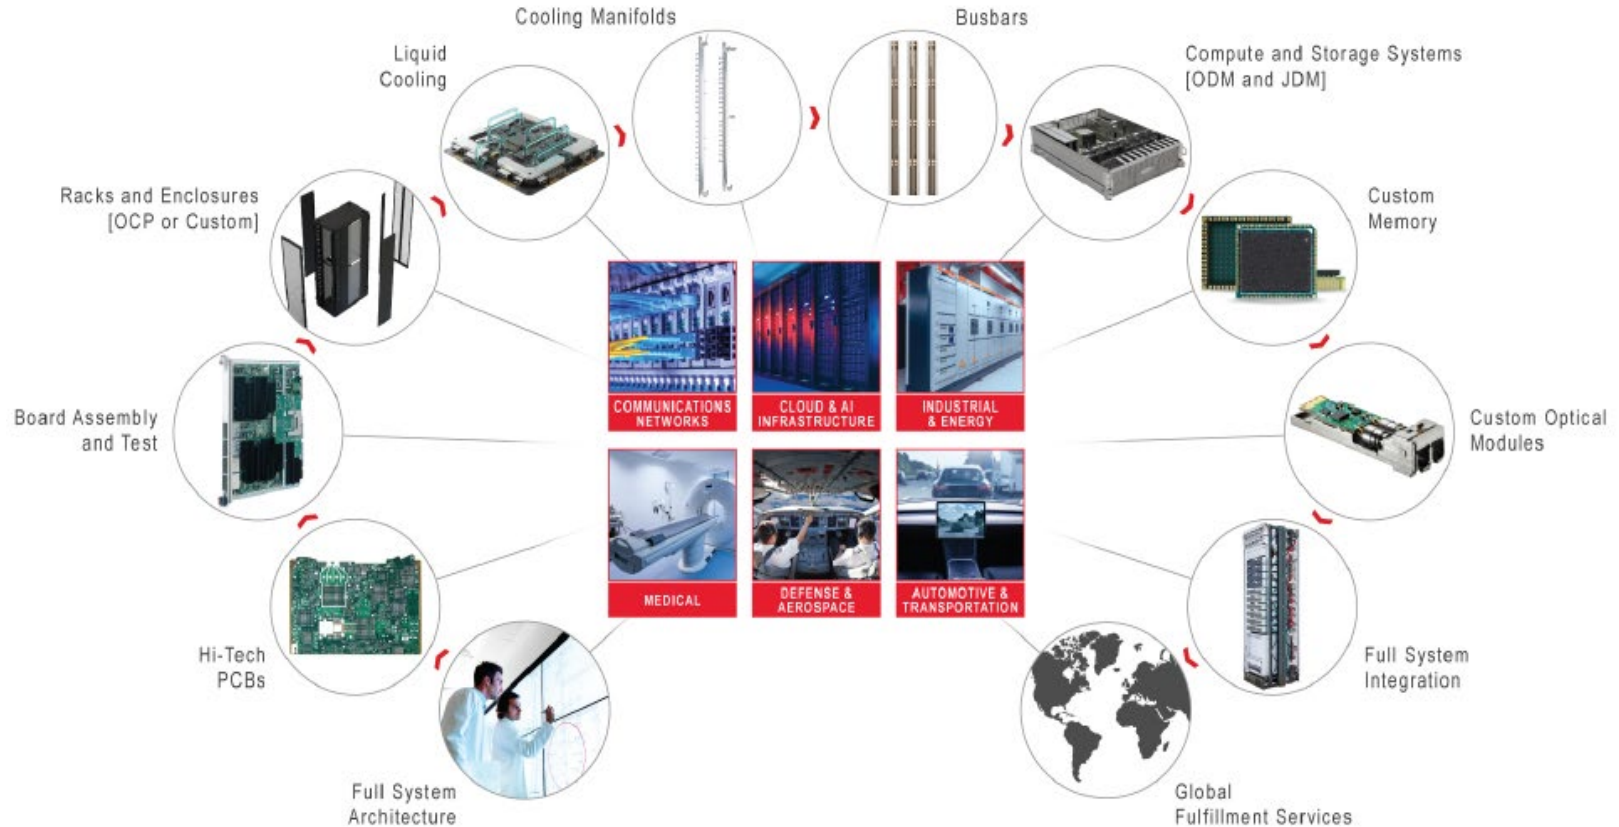 Cooling Manifolds
Busbars
Liquid
Cooling
Compute and Storage Systems
[ODM and JDM]
Racks and Enclosures
[OCP or Custom]
Custom
Memory
COMMUNICATIONS
NETWORKS
CLOUD & AI
INFRASTRUCTURE
INDUSTRIAL
& ENERGY
Board Assembly
and Test
Custom Optical
Modules
MEDICAL
DEFENSE &
AEROSPACE
AUTOMOTIVE &
TRANSPORTATION
Hi-Tech
PCBs
Full System
Integration
Full System
Architecture
Global
Fulfillment Services